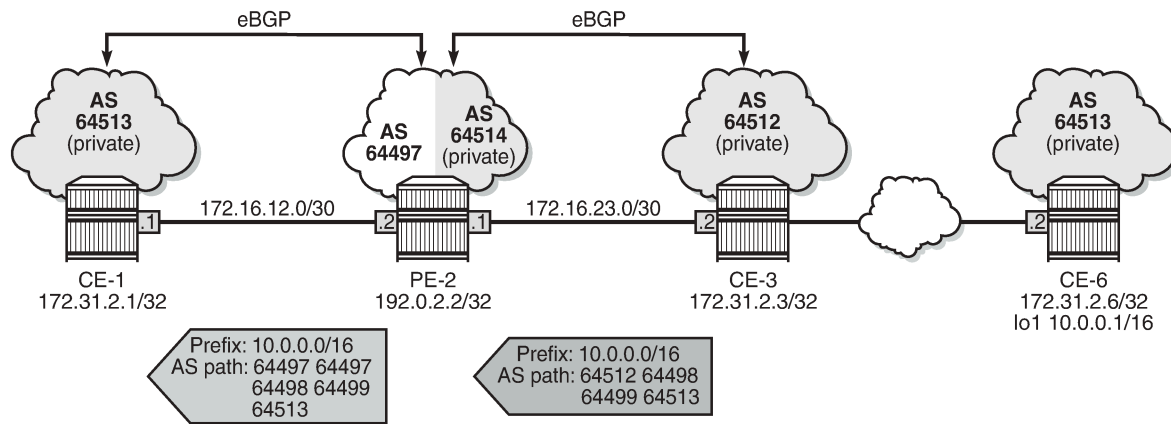 eBGP
eBGP
AS
64513
(private)
AS
64497
AS
64514
(private)
AS
64512
(private)
AS
64513
(private)
172.16.12.0/30
172.16.23.0/30
.1
.2
.1
.2
.2
CE-1
172.31.2.1/32
PE-2
192.0.2.2/32
CE-3
172.31.2.3/32
CE-6
172.31.2.6/32
lo1 10.0.0.1/16
Prefix: 10.0.0.0/16
AS path: 64497 64497
64498 64499
64513
Prefix: 10.0.0.0/16
AS path: 64512 64498
64499 64513